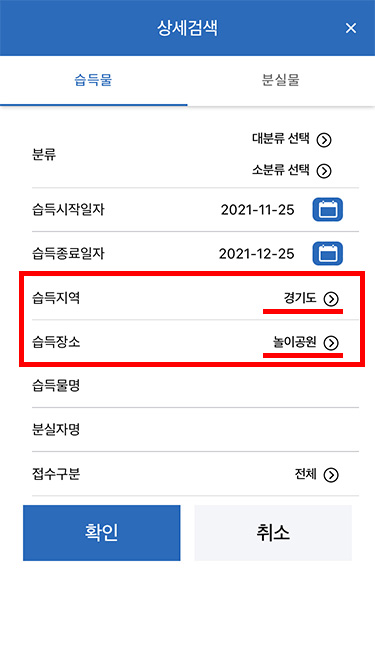 상세검색 ×
습득물 분실물
대분류 선택
분류
소분류 선택
습득시작일자 2021-11-25
습득종료일자 2021-12-25
습득지역 경기도
습득장소 놀이공원
습득물명
분실자명
접수구분 전체
확인 취소